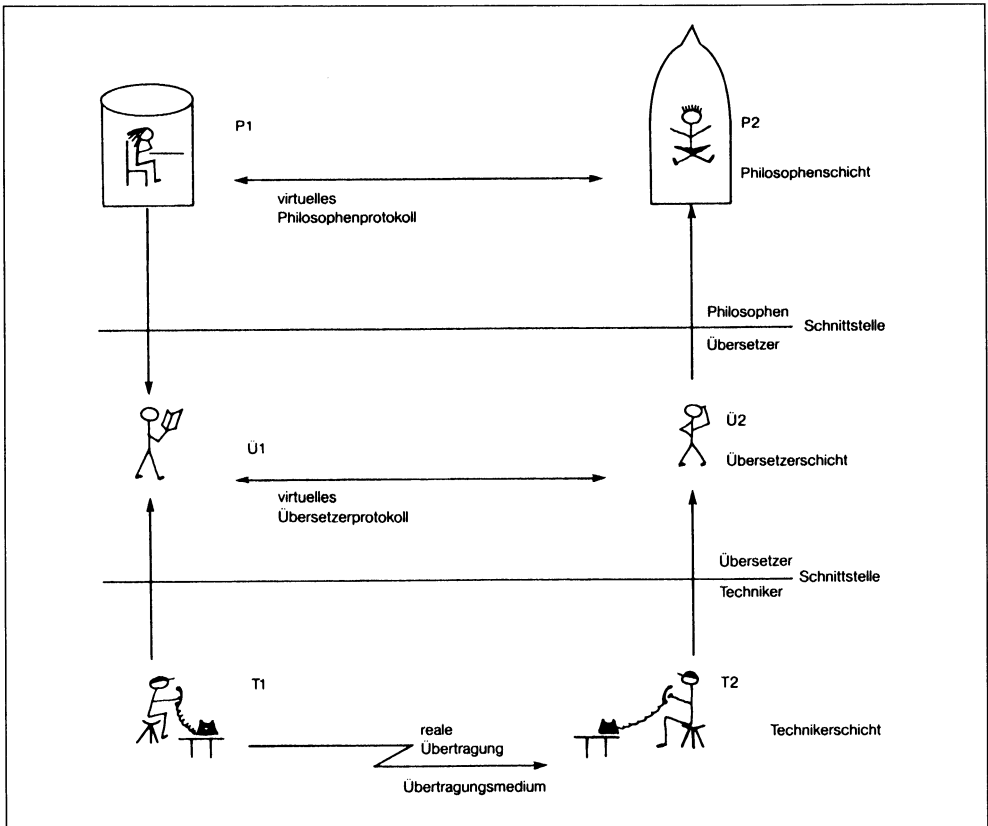 P1
P2
Philosophenschicht
virtuelles
Philosophenprotokoll
Philosophen
Schnittstelle
Übersetzer
Ü1
Ü2
Übersetzerschicht
virtuelles
Übersetzerprotokoll
Übersetzer
Schnittstelle
Techniker
T1
T2
reale
Übertragung
Technikerschicht
Übertragungsmedium